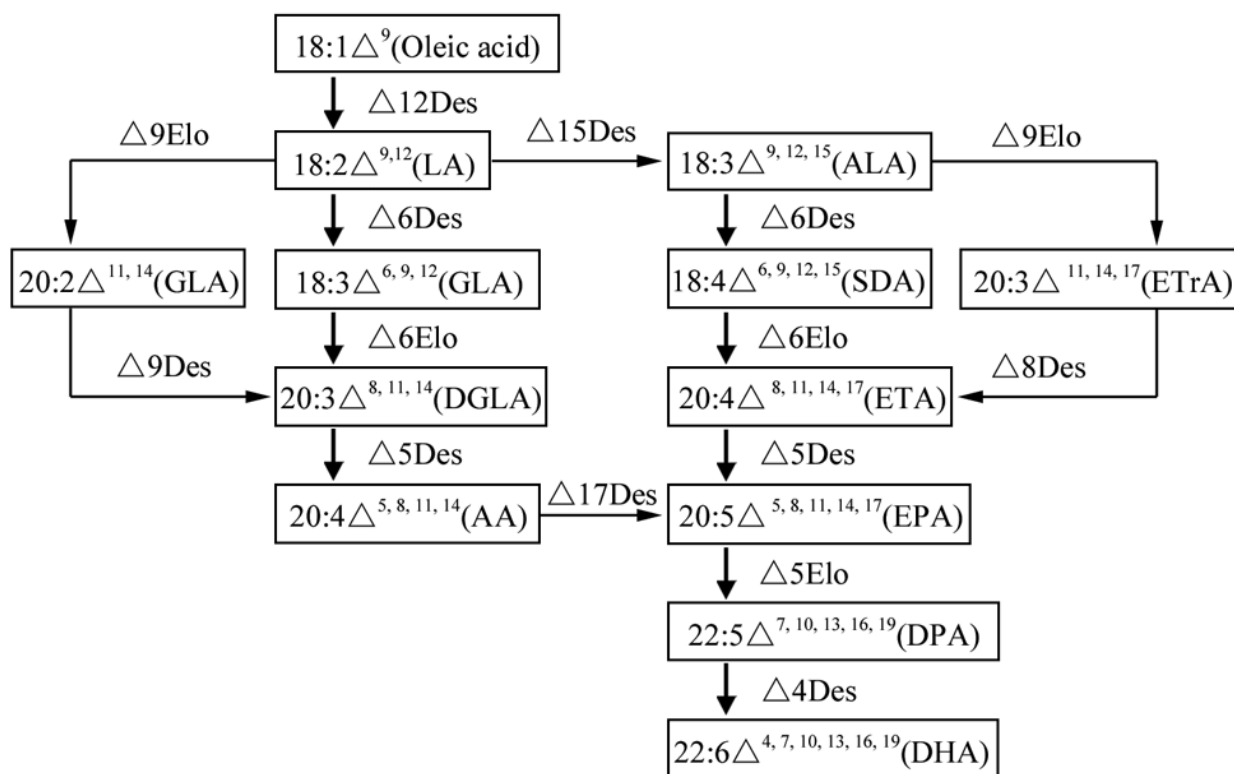 18:1△⁹(Oleic acid)
△12Des
△9Elo
18:2△⁹,¹²(LA)
△15Des
18:3△⁹, ¹², ¹⁵(ALA)
△9Elo
△6Des
△6Des
20:2△¹¹, ¹⁴(GLA)
18:3△⁶, ⁹, ¹²(GLA)
18:4△⁶, ⁹, ¹², ¹⁵(SDA)
20:3△¹¹, ¹⁴, ¹⁷(ETrA)
△6Elo
△6Elo
△9Des
△8Des
20:3△⁸, ¹¹, ¹⁴(DGLA)
20:4△⁸, ¹¹, ¹⁴, ¹⁷(ETA)
△5Des
△5Des
20:4△⁵, ⁸, ¹¹, ¹⁴(AA)
△17Des
20:5△⁵, ⁸, ¹¹, ¹⁴, ¹⁷(EPA)
△5Elo
22:5△⁷, ¹⁰, ¹³, ¹⁶, ¹⁹(DPA)
△4Des
22:6△⁴, ⁷, ¹⁰, ¹³, ¹⁶, ¹⁹(DHA)